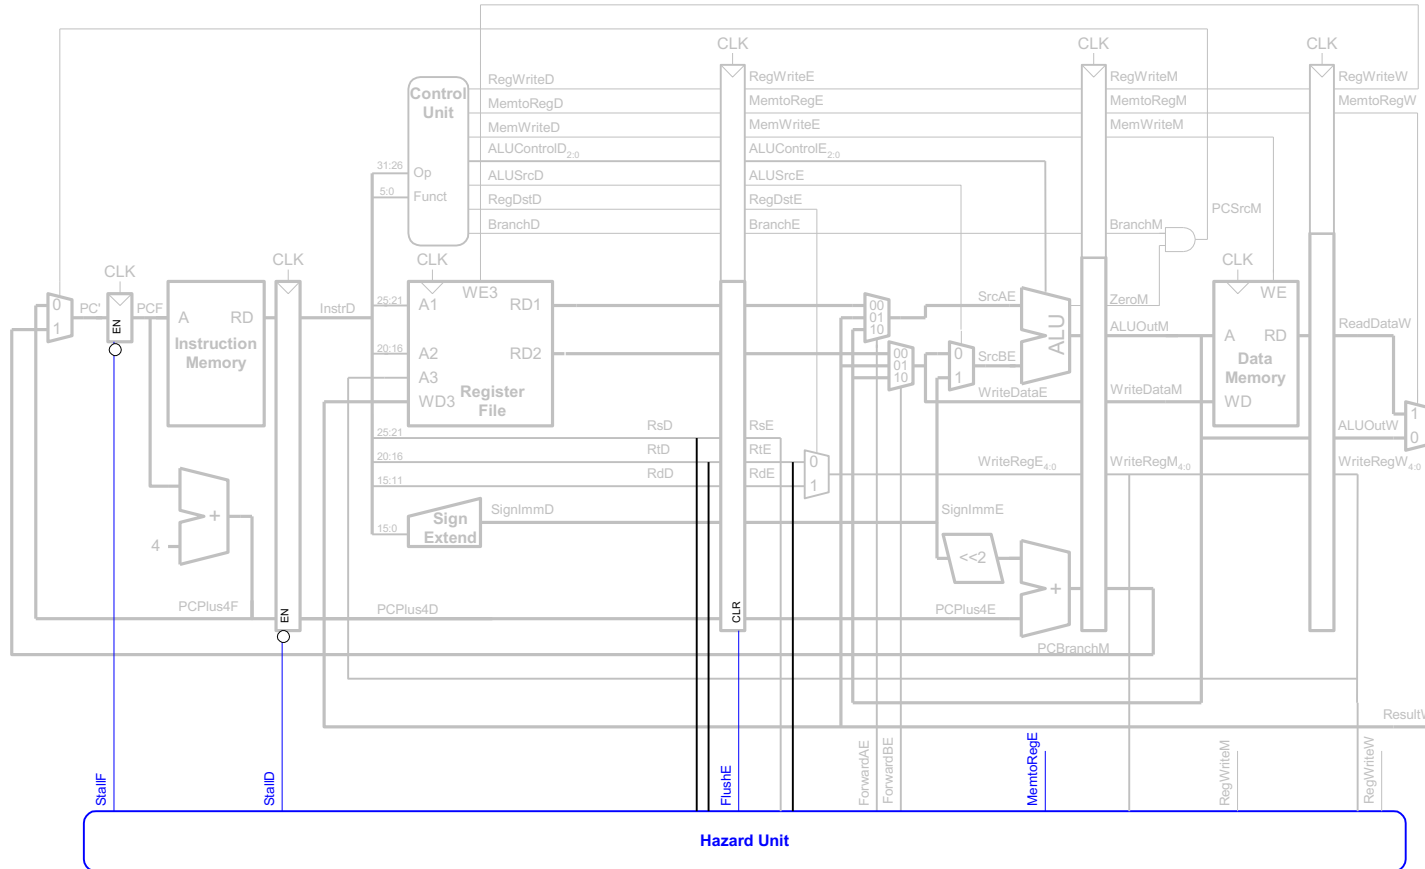 CLK CLK CLK
Control Unit
RegWriteD RegWriteE RegWriteM RegWriteW
MemtoRegD MemtoRegE MemtoRegM MemtoRegW
MemWriteD MemWriteE MemWriteM
ALUControlD2:0 ALUControlE2:0
31:26 Op ALUSrcD ALUSrcE
5:0 Funct RegDstD RegDstE
BranchD BranchE BranchM PCSrcM
CLK CLK CLK CLK
0 PC' PCF A RD InstrD 25:21 A1 WE3 RD1 00 SrcAE ZeroM WE
1 EN 01
10 ALU ALUOutM ReadDataW
Instruction Memory
20:16 A2 RD2 00 0 SrcBE A RD
01
A3 10 1
Data Memory
WD3 Register File WriteDataE WriteDataM WD 1
25:21 RsD RsE ALUOutW 0
20:16 RtD RtE 0 WriteRegE4:0 WriteRegM4:0 WriteRegW4:0
15:11 RdD RdE 1
+ Sign Extend SignImmD SignImmE
15:0
4 <<2
+
PCPlus4F EN PCPlus4D CLR PCPlus4E
PCBranchM
ResultW
StallF StallD FlushE ForwardAE ForwardBE MemtoRegE RegWriteM RegWriteW
Hazard Unit